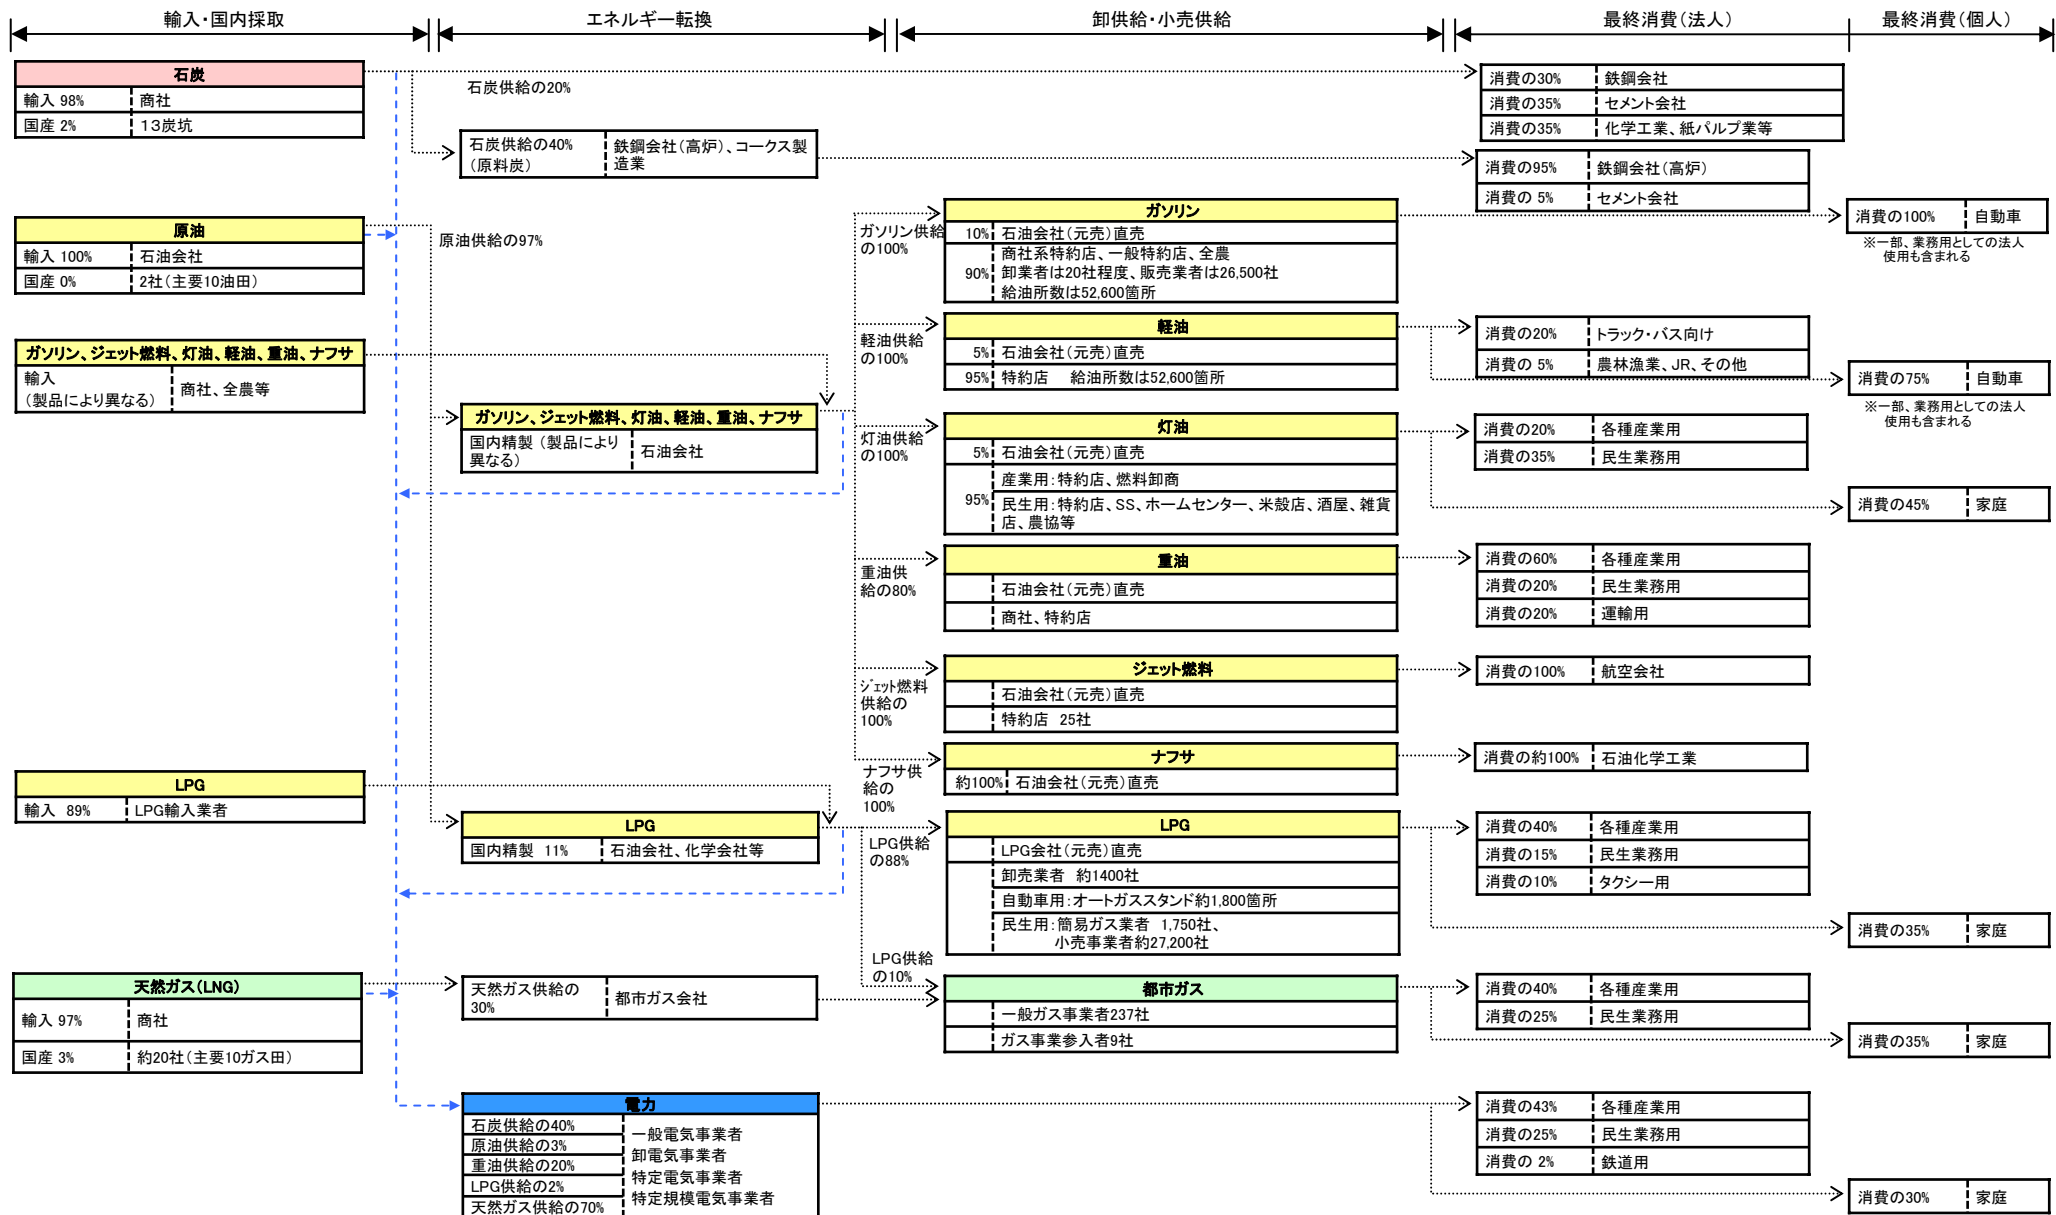 輸入・国内採取
エネルギー転換
卸供給・小売供給
最終消費（法人）
最終消費（個人）
石炭
輸入 98%
商社
国産 2%
13炭坑
石炭供給の20%
石炭供給の40%
（原料炭）
鉄鋼会社（高炉）、コークス製
造業
消費の30%
鉄鋼会社
消費の35%
セメント会社
消費の35%
化学工業、紙パルプ業等
消費の95%
鉄鋼会社（高炉）
消費の 5%
セメント会社
原油
輸入 100%
石油会社
国産 0%
2社（主要10油田）
原油供給の97%
ガソリン、ジェット燃料、灯油、軽油、重油、ナフサ
輸入
（製品により異なる）
商社、全農等
ガソリン、ジェット燃料、灯油、軽油、重油、ナフサ
国内精製（製品により
異なる）
石油会社
ガソリン供給
の100%
ガソリン
10%
石油会社（元売）直売
90%
商社系特約店、一般特約店、全農
卸業者は20社程度、販売業者は26,500社
給油所数は52,600箇所
消費の100%
自動車
※一部、業務用としての法人
使用も含まれる
軽油供給
の100%
軽油
5%
石油会社（元売）直売
95%
特約店　給油所数は52,600箇所
消費の20%
トラック・バス向け
消費の 5%
農林漁業、JR、その他
消費の75%
自動車
※一部、業務用としての法人
使用も含まれる
灯油供給
の100%
灯油
5%
石油会社（元売）直売
95%
産業用：特約店、燃料卸商
民生用：特約店、SS、ホームセンター、米穀店、酒屋、雑貨
店、農協等
消費の20%
各種産業用
消費の35%
民生業務用
消費の45%
家庭
重油供
給の80%
重油
石油会社（元売）直売
商社、特約店
消費の60%
各種産業用
消費の20%
民生業務用
消費の20%
運輸用
ジェット燃料
供給の
100%
ジェット燃料
石油会社（元売）直売
特約店 25社
消費の100%
航空会社
ナフサ供
給の
100%
ナフサ
約100%
石油会社（元売）直売
消費の約100%
石油化学工業
LPG
輸入 89%
LPG輸入業者
LPG
国内精製 11%
石油会社、化学会社等
LPG供給
の88%
LPG
LPG会社（元売）直売
卸売業者 約1400社
自動車用：オートガススタンド約1,800箇所
民生用：簡易ガス業者 1,750社、
小売事業者約27,200社
消費の40%
各種産業用
消費の15%
民生業務用
消費の10%
タクシー用
消費の35%
家庭
LPG供給
の10%
天然ガス（LNG）
輸入 97%
商社
国産 3%
約20社（主要10ガス田）
天然ガス供給の
30%
都市ガス会社
都市ガス
一般ガス事業者237社
ガス事業参入者9社
消費の40%
各種産業用
消費の25%
民生業務用
消費の35%
家庭
電力
石炭供給の40%
原油供給の3%
重油供給の20%
LPG供給の2%
天然ガス供給の70%
一般電気事業者
卸電気事業者
特定電気事業者
特定規模電気事業者
消費の43%
各種産業用
消費の25%
民生業務用
消費の 2%
鉄道用
消費の30%
家庭